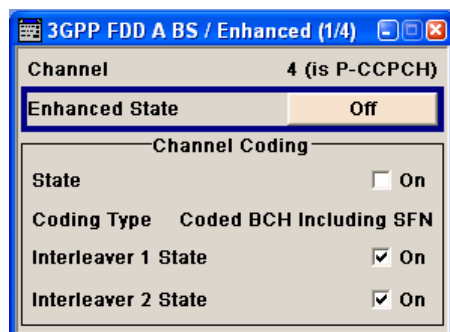 3GPP FDD A BS / Enhanced (1/4)
Channel 4 (is P-CCPCH)
Enhanced State Off
Channel Coding
State On
Coding Type Coded BCH Including SFN
Interleaver 1 State On
Interleaver 2 State On